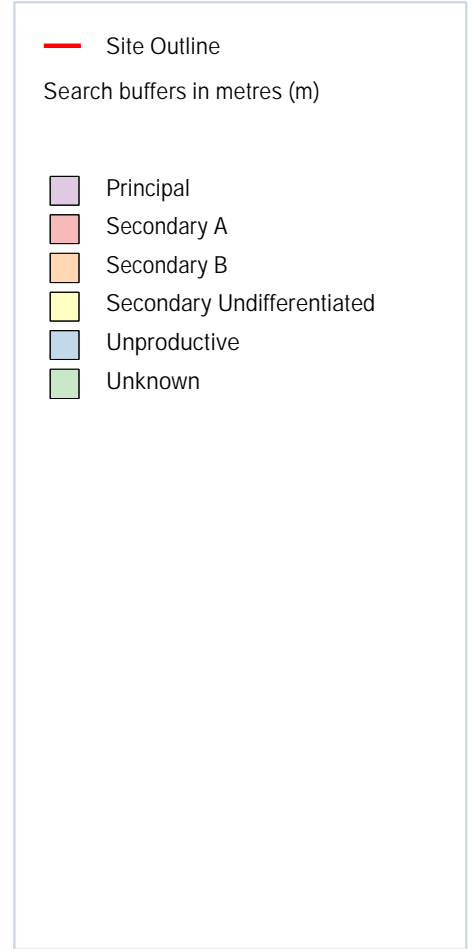 Site Outline
Search buffers in metres (m)
Principal
Secondary A
Secondary B
Secondary Undifferentiated
Unproductive
Unknown